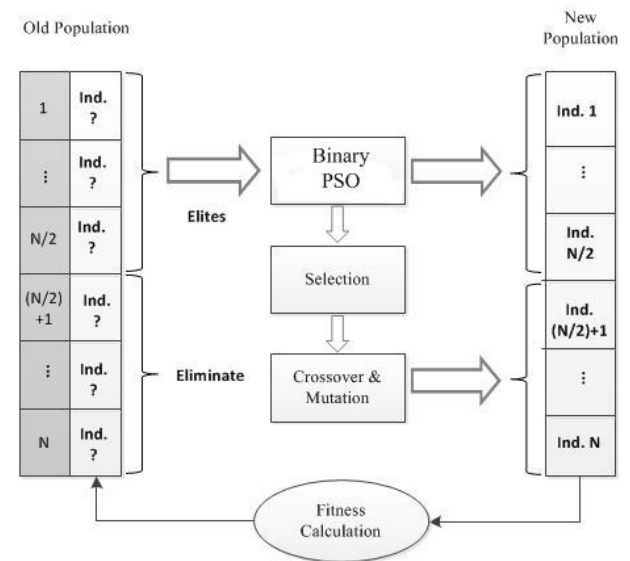 Old Population
New
Population
1
Ind.
?
⋮
Ind.
?
N/2
Ind.
?
(N/2)
+1
Ind.
?
⋮
Ind.
?
N
Ind.
?
Elites
Eliminate
Binary
PSO
Selection
Crossover &
Mutation
Ind. 1
⋮
Ind.
N/2
Ind.
(N/2)+1
⋮
Ind. N
Fitness
Calculation